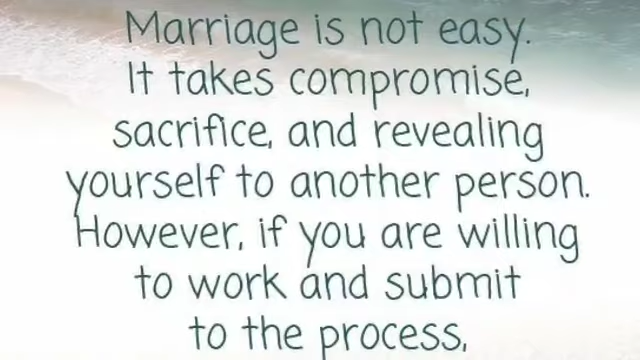 Marriage is not easy.
It takes compromise,
sacrifice, and revealing
yourself to another person.
However, if you are willing
to work and submit
to the process,